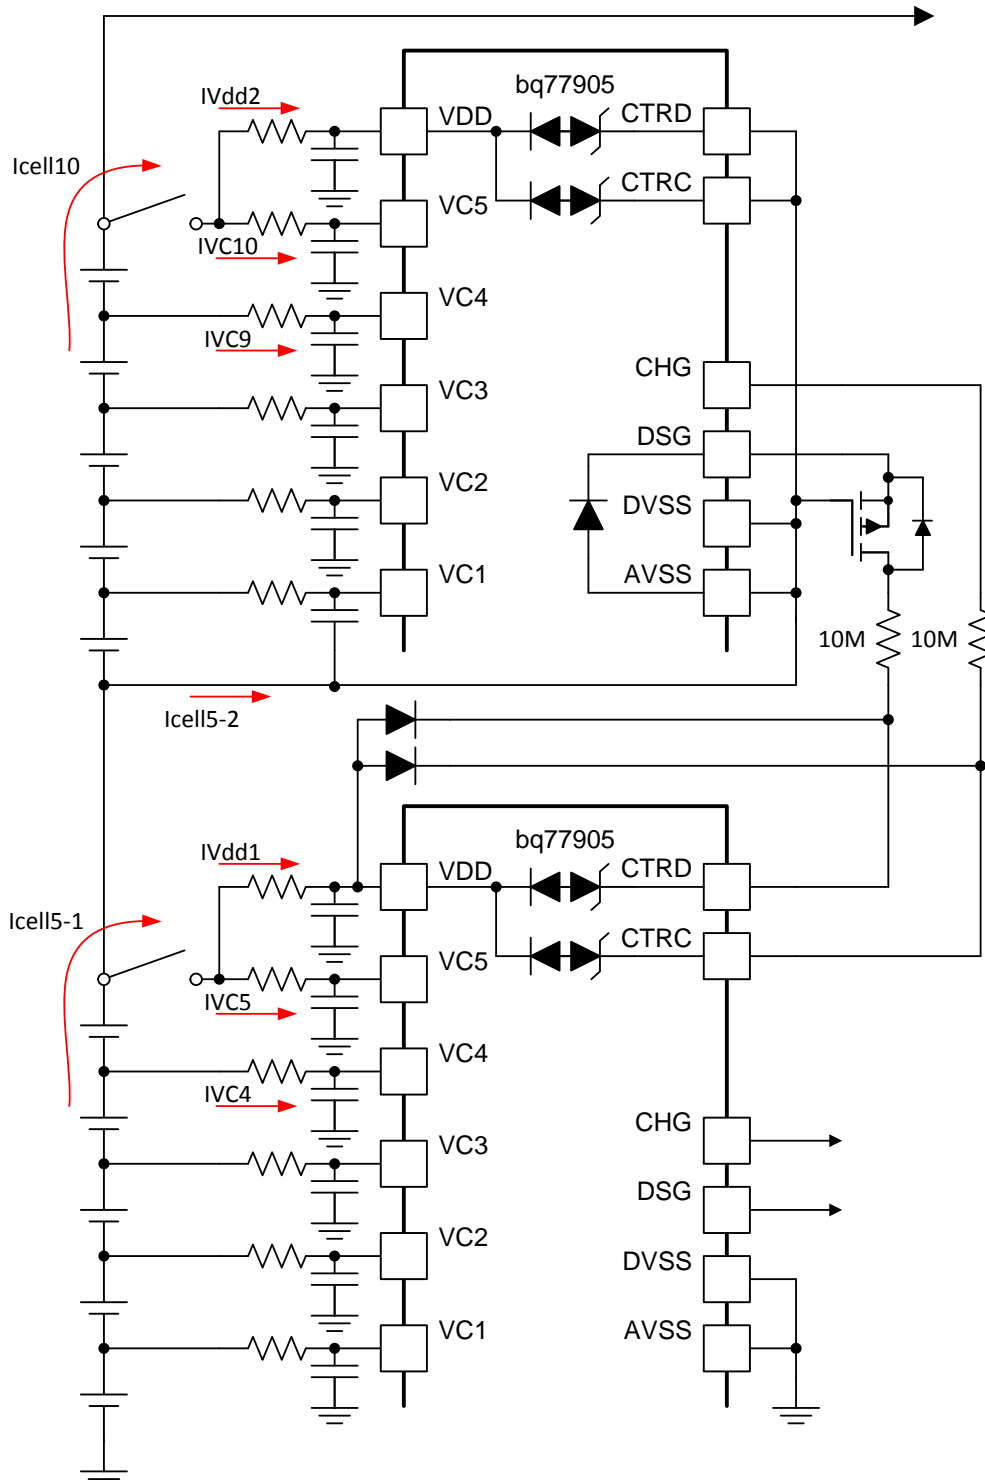 bq77905
IVdd2
VDD
CTRD
Icell10
CTRC
VC5
IVC10
VC4
IVC9
CHG
VC3
DSG
VC2
DVSS
VC1
AVSS
10M
10M
Icell5-2
bq77905
IVdd1
VDD
CTRD
Icell5-1
CTRC
VC5
IVC5
VC4
IVC4
CHG
VC3
DSG
VC2
DVSS
VC1
AVSS